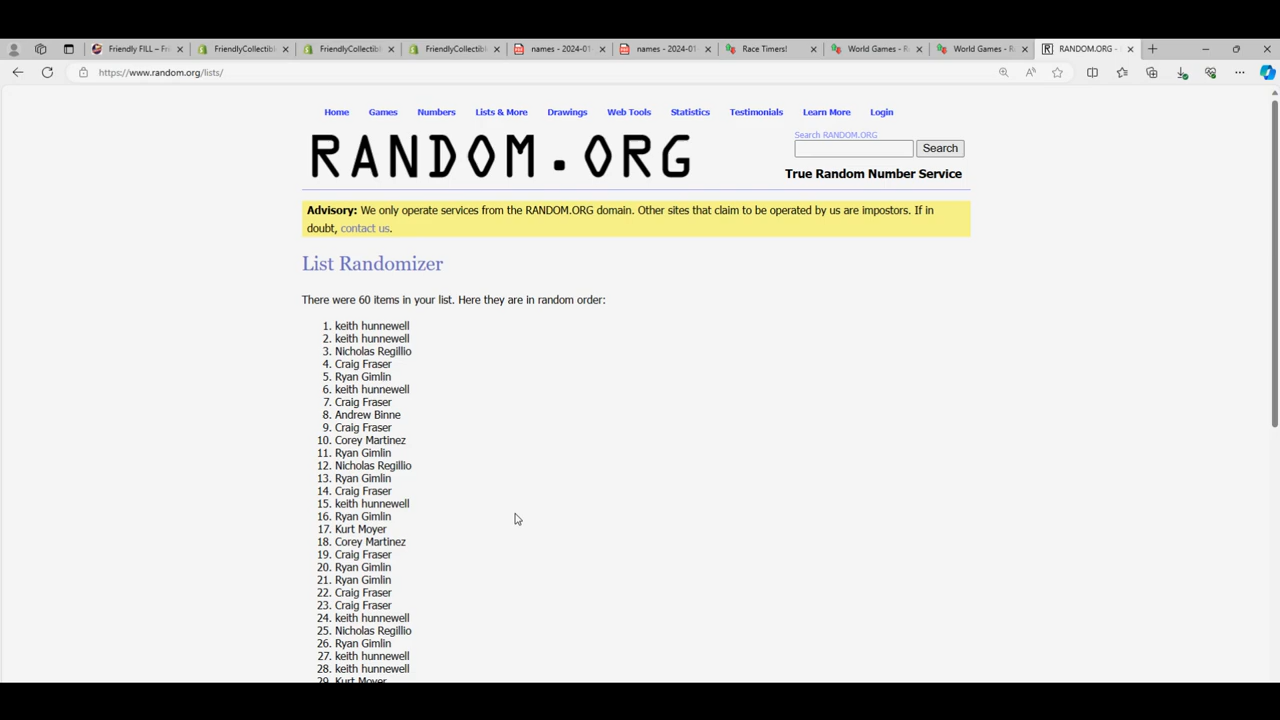 Friendly FILL – Fri
FriendlyCollectibl
FriendlyCollectibl
FriendlyCollectibl
names - 2024-01-
names - 2024-01
Race Timers!
World Games - R
World Games - R
RANDOM.ORG -
https://www.random.org/lists/
Home Games Numbers Lists & More Drawings Web Tools Statistics Testimonials Learn More Login
RANDOM.ORG
Search RANDOM.ORG
Search
True Random Number Service
Advisory: We only operate services from the RANDOM.ORG domain. Other sites that claim to be operated by us are impostors. If in
doubt, contact us.
List Randomizer
There were 60 items in your list. Here they are in random order:
1. keith hunnewell
2. keith hunnewell
3. Nicholas Regillio
4. Craig Fraser
5. Ryan Gimlin
6. keith hunnewell
7. Craig Fraser
8. Andrew Binne
9. Craig Fraser
10. Corey Martinez
11. Ryan Gimlin
12. Nicholas Regillio
13. Ryan Gimlin
14. Craig Fraser
15. keith hunnewell
16. Ryan Gimlin
17. Kurt Moyer
18. Corey Martinez
19. Craig Fraser
20. Ryan Gimlin
21. Ryan Gimlin
22. Craig Fraser
23. Craig Fraser
24. keith hunnewell
25. Nicholas Regillio
26. Ryan Gimlin
27. keith hunnewell
28. keith hunnewell
29. Kurt Moyer